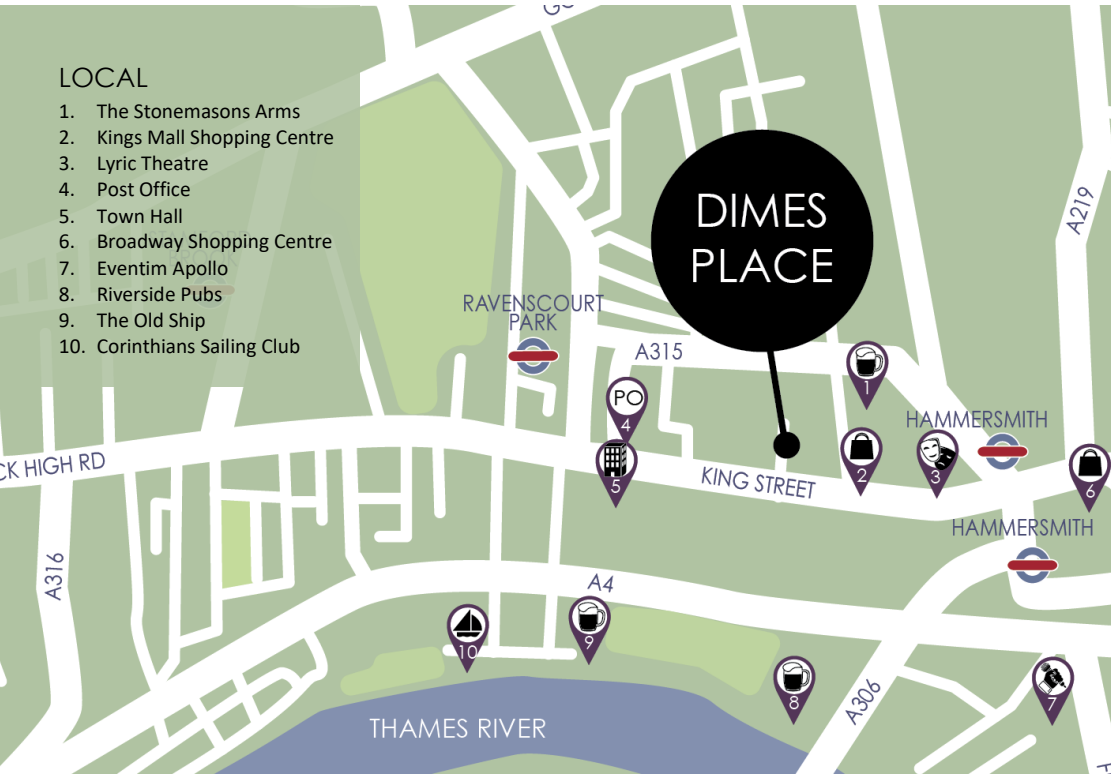 LOCAL
1. The Stonemasons Arms
2. Kings Mall Shopping Centre
3. Lyric Theatre
4. Post Office
5. Town Hall
6. Broadway Shopping Centre
7. Eventim Apollo
8. Riverside Pubs
9. The Old Ship
10. Corinthians Sailing Club
DIMES
PLACE
A219
RAVENSCOURT
PARK
A315
1
PO
4
HAMMERSMITH
CK HIGH RD
5
KING STREET
2
3
6
HAMMERSMITH
A316
A4
10
9
8
A306
7
THAMES RIVER